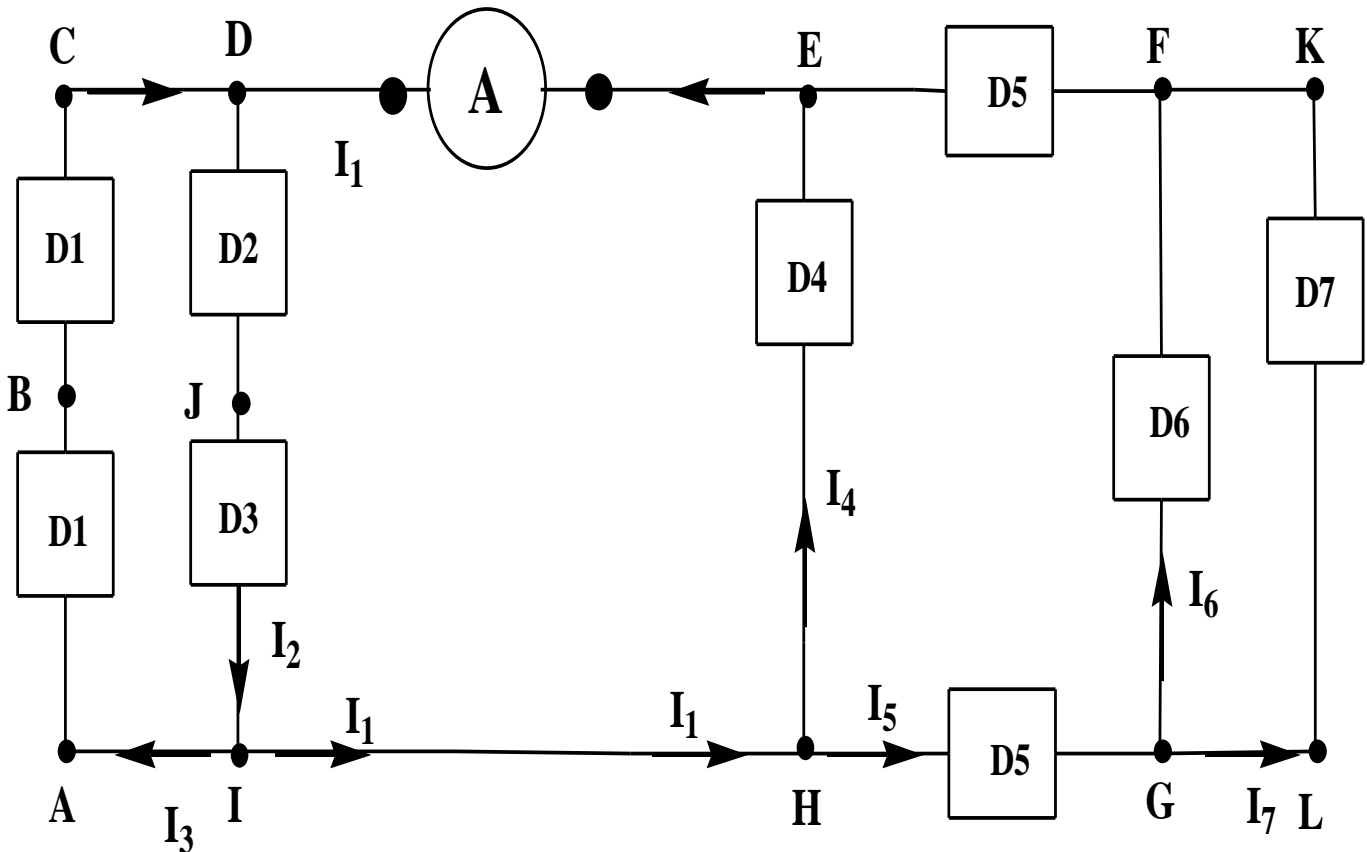 C D E F K
A D5
I1
D1 D2 D4 D7
B J D6
D1 D3 I4
I2 I6
I1 I1 I5
D5
A I H G L
I3 I7